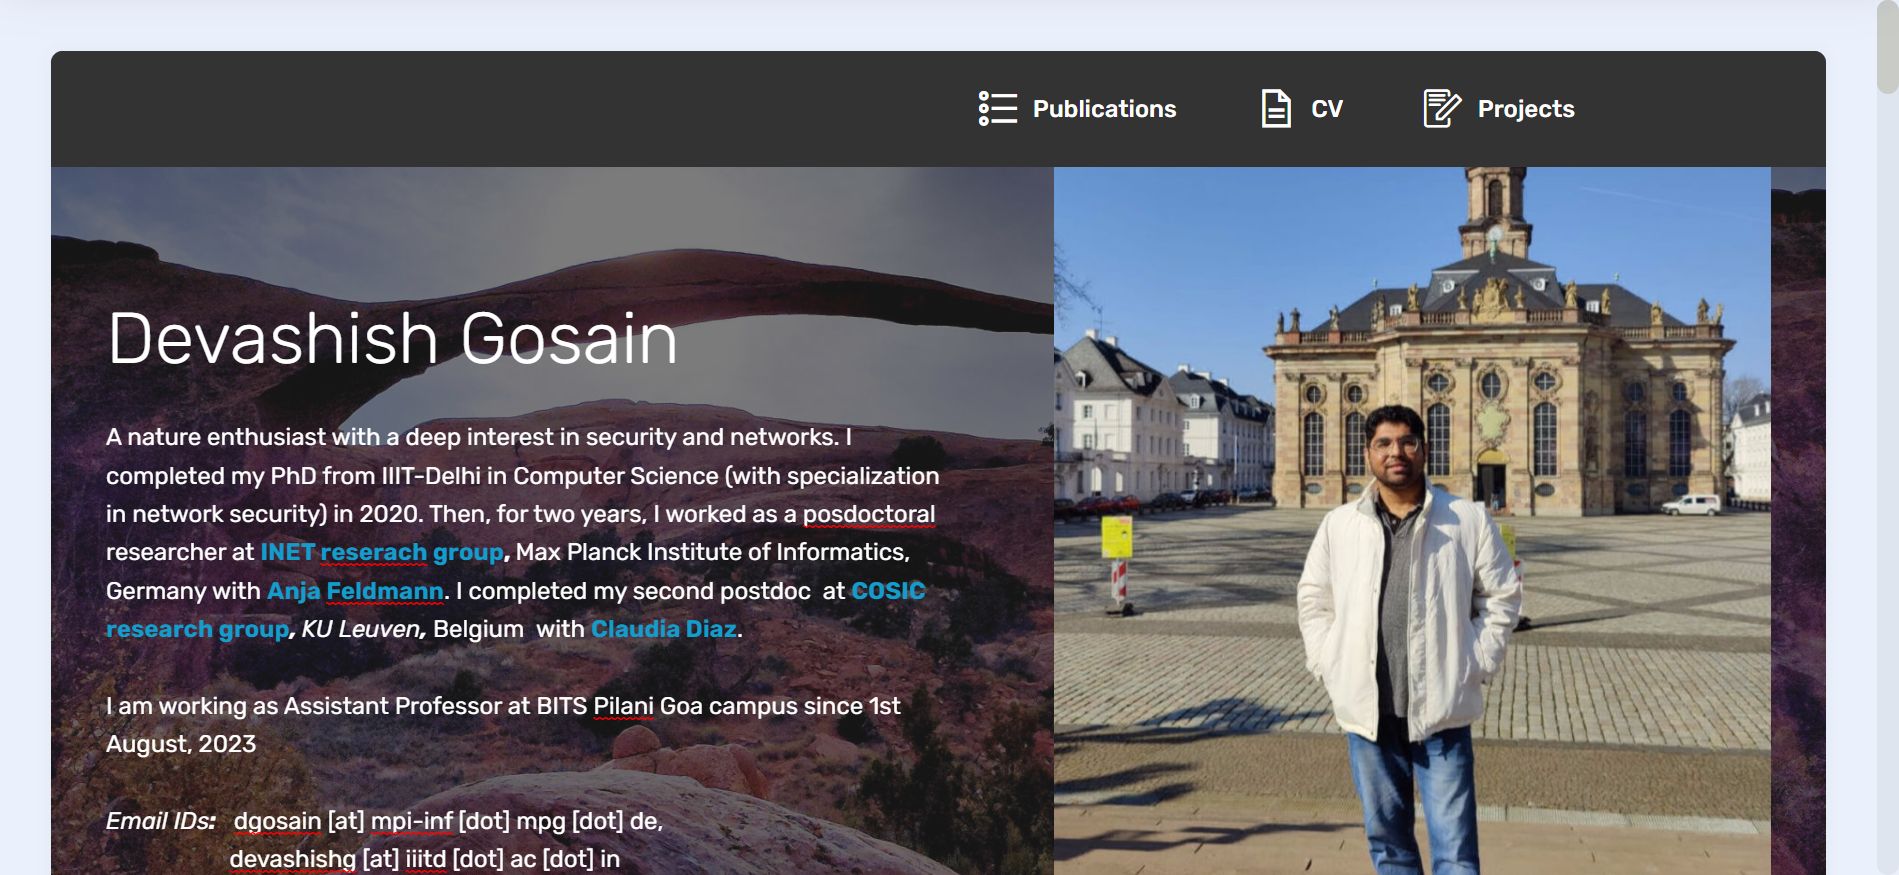 Publications
CV
Projects
Devashish Gosain
A nature enthusiast with a deep interest in security and networks. I
completed my PhD from IIIT-Delhi in Computer Science (with specialization
in network security) in 2020. Then, for two years, I worked as a posdoctoral
researcher at INET reserach group, Max Planck Institute of Informatics,
Germany with Anja Feldmann. I completed my second postdoc  at COSIC
research group, KU Leuven, Belgium  with Claudia Diaz.
I am working as Assistant Professor at BITS Pilani Goa campus since 1st
August, 2023
Email IDs:   dgosain [at] mpi-inf [dot] mpg [dot] de,
devashishg [at] iiitd [dot] ac [dot] in